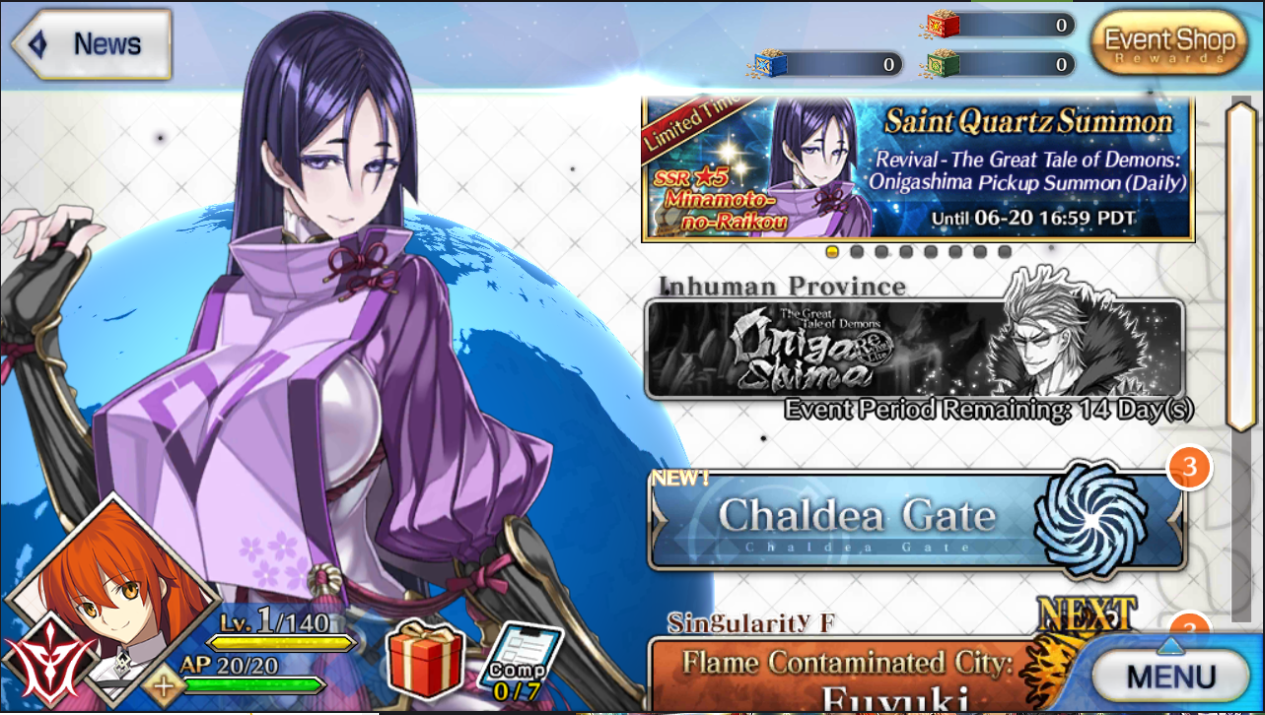 News
0
0
0
Event Shop
Rewards
Limited Time
Saint Quartz Summon
SSR ★5
Minamoto-
no-Raikou
Revival - The Great Tale of Demons:
Onigashima Pickup Summon (Daily)
Until 06-20 16:59 PDT
Inhuman Province
The Great
Tale of Demons
Oniga
Shima
Re
Event Period Remaining: 14 Day(s)
NEW!
3
Chaldea Gate
Chaldea Gate
Singularity F
NEXT
Flame Contaminated City:
Fuyuki
Lv. 1/140
AP 20/20
Comp
0/7
MENU